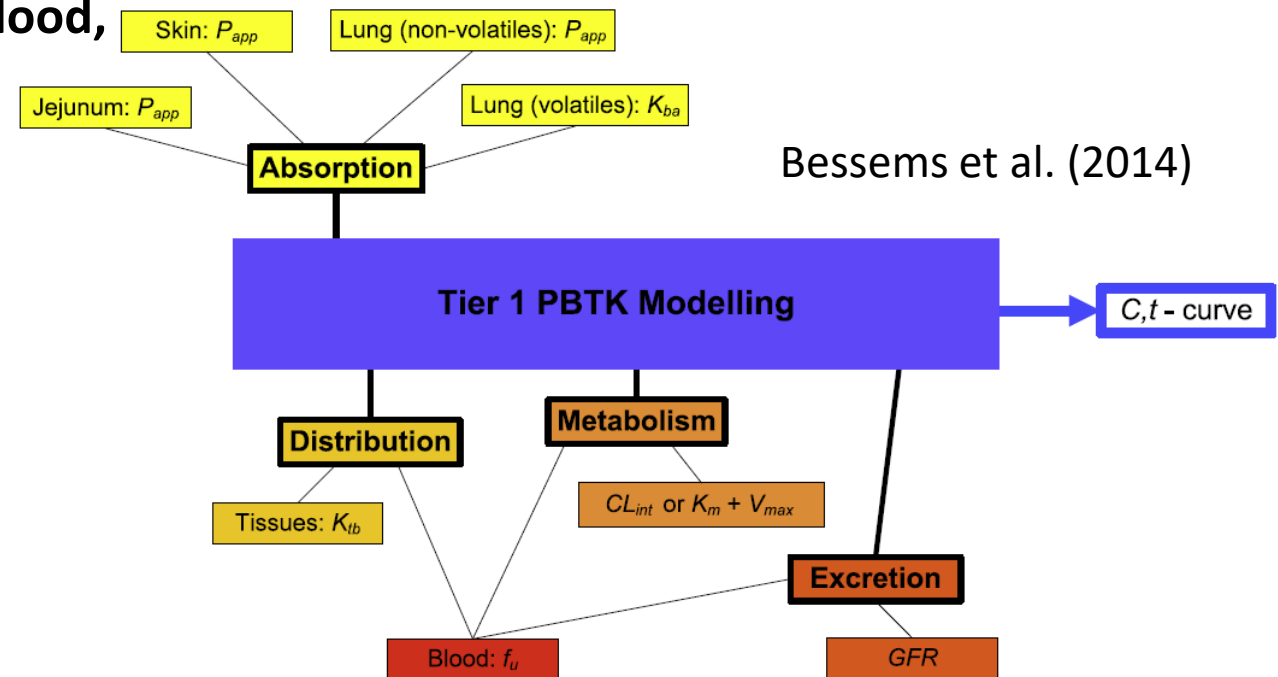 lood,
Skin: Papp
Lung (non-volatiles): Papp
Jejunum: Papp
Lung (volatiles): Kba
Absorption
Bessems et al. (2014)
Tier 1 PBTK Modelling
C,t - curve
Distribution
Metabolism
Tissues: Ktb
CLint or Km + Vmax
Excretion
Blood: fu
GFR